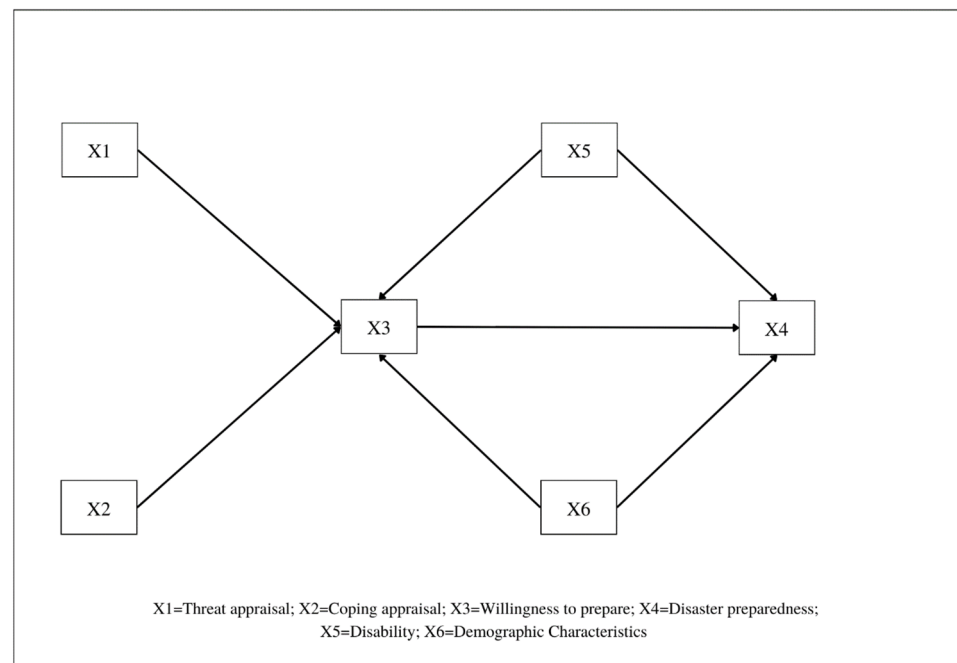 X1
X5
X3
X4
X2
X6
X1=Threat appraisal; X2=Coping appraisal; X3=Willingness to prepare; X4=Disaster preparedness;
X5=Disability; X6=Demographic Characteristics